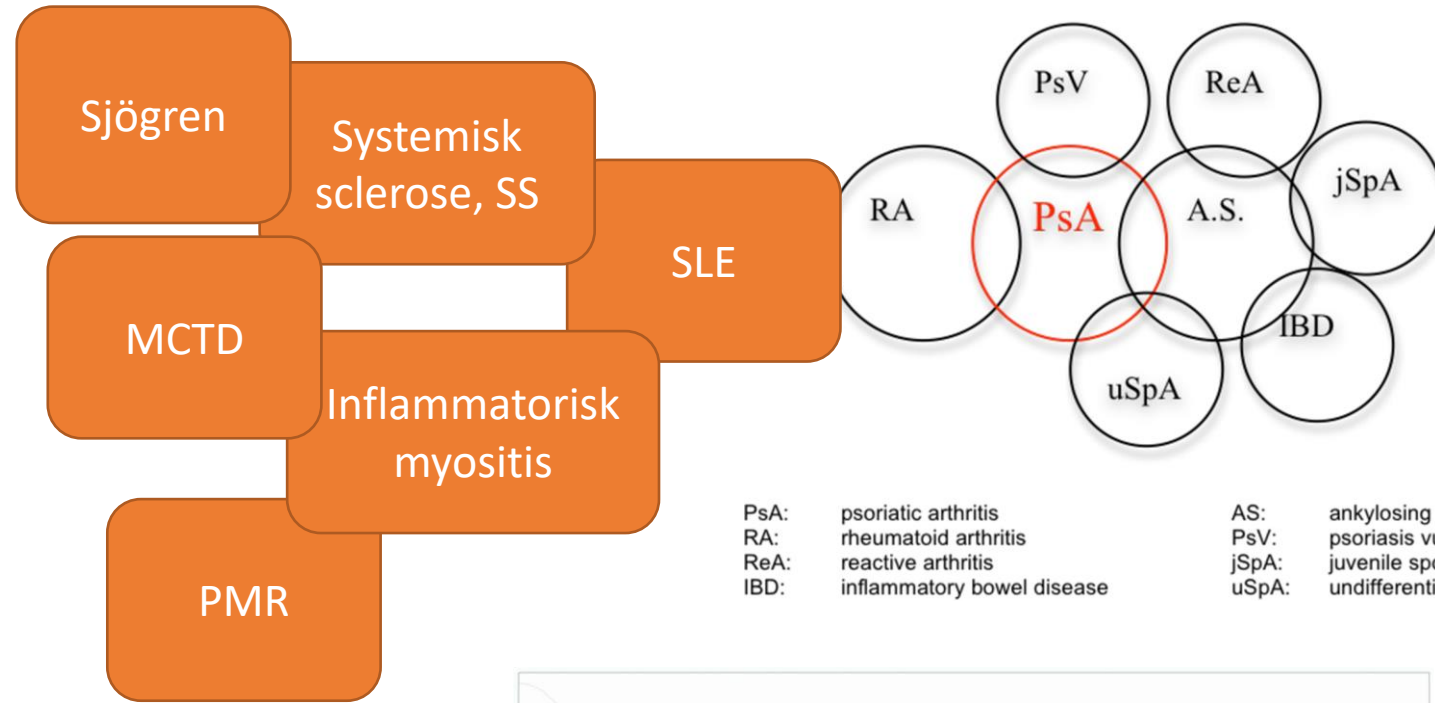 Sjögren
Systemisk
sclerose, SS
SLE
MCTD
Inflammatorisk
myositis
PMR
PsV
ReA
jSpA
RA
PsA
A.S.
IBD
uSpA
PsA: psoriatic arthritis
RA: rheumatoid arthritis
ReA: reactive arthritis
IBD: inflammatory bowel disease
AS: ankylosing
PsV: psoriasis
jSpA: juvenile
uSpA: